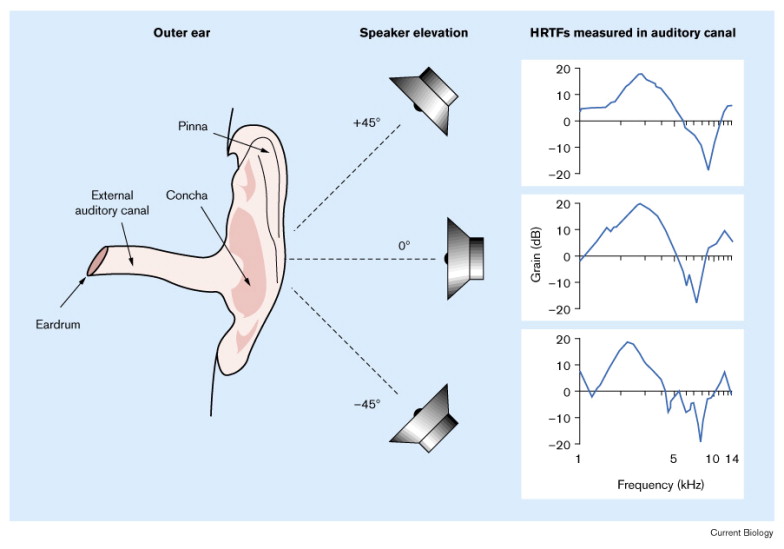 Outer ear
Speaker elevation
HRTFs measured in auditory canal
Pinna
External
auditory canal
Concha
Eardrum
+45°
0°
−45°
20
10
0
−10
−20
20
10
0
−10
−20
Grain (dB)
20
10
0
−10
−20
1
5
10 14
Frequency (kHz)
Current Biology